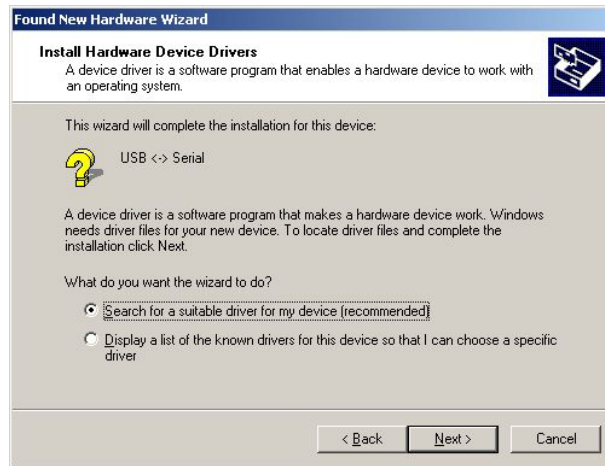 Found New Hardware Wizard
Install Hardware Device Drivers
A device driver is a software program that enables a hardware device to work with
an operating system.
This wizard will complete the installation for this device:
USB <-> Serial
A device driver is a software program that makes a hardware device work. Windows
needs driver files for your new device. To locate driver files and complete the
installation click Next.
What do you want the wizard to do?
Search for a suitable driver for my device (recommended)
Display a list of the known drivers for this device so that I can choose a specific
driver
< Back Next > Cancel